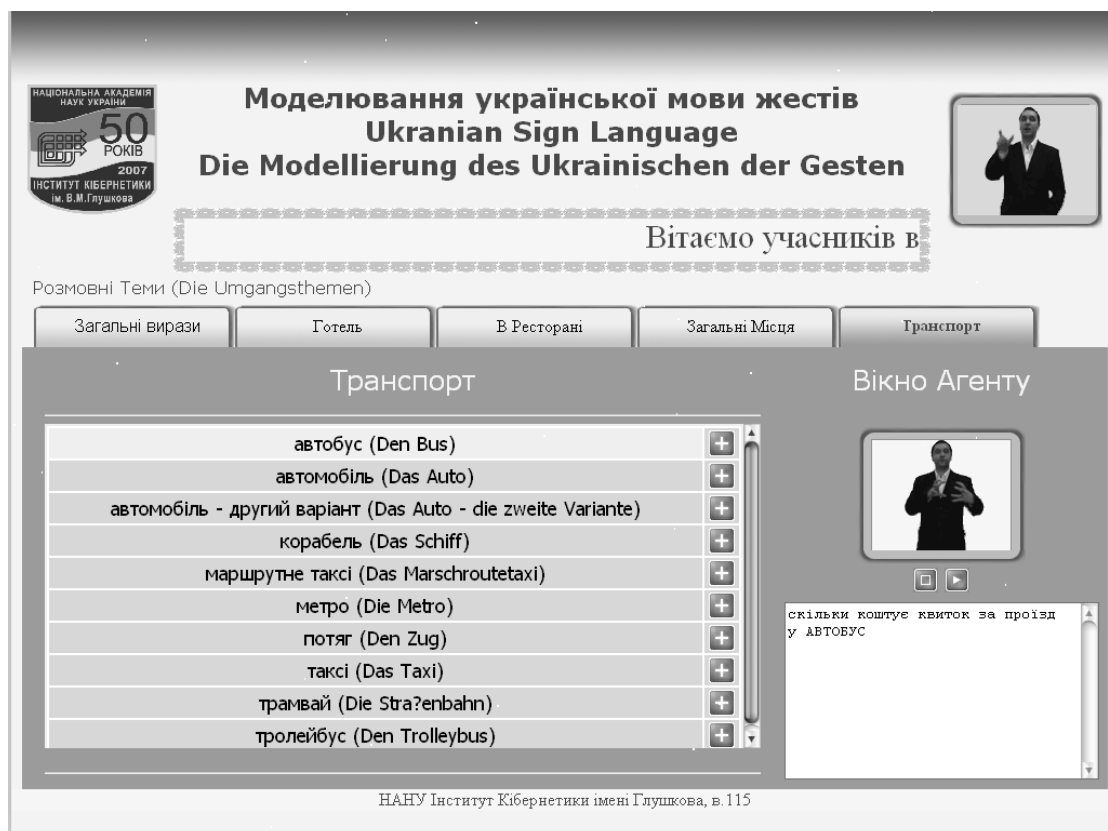 НАЦІОНАЛЬНА АКАДЕМІЯ
НАУК УКРАЇНИ
50
РОКІВ
2007
ІНСТИТУТ КІБЕРНЕТИКИ
ім. В.М.Глушкова
Моделювання української мови жестів
Ukranian Sign Language
Die Modellierung des Ukrainischen der Gesten
Вітаємо учасників в
Розмовні Теми (Die Umgangsthemen)
Загальні вирази
Готель
В Ресторані
Загальні Місця
Транспорт
Транспорт
автобус (Den Bus)
автомобіль (Das Auto)
автомобіль - другий варіант (Das Auto - die zweite Variante)
корабель (Das Schiff)
маршрутне таксі (Das Marschroutetaxi)
метро (Die Metro)
потяг (Den Zug)
таксі (Das Taxi)
трамвай (Die Stra?enbahn)
тролейбус (Den Trolleybus)
Вікно Агенту
скільки коштує квиток за проїзд
у АВТОБУС
НАНУ Інститут Кібернетики імені Глушкова, в.115